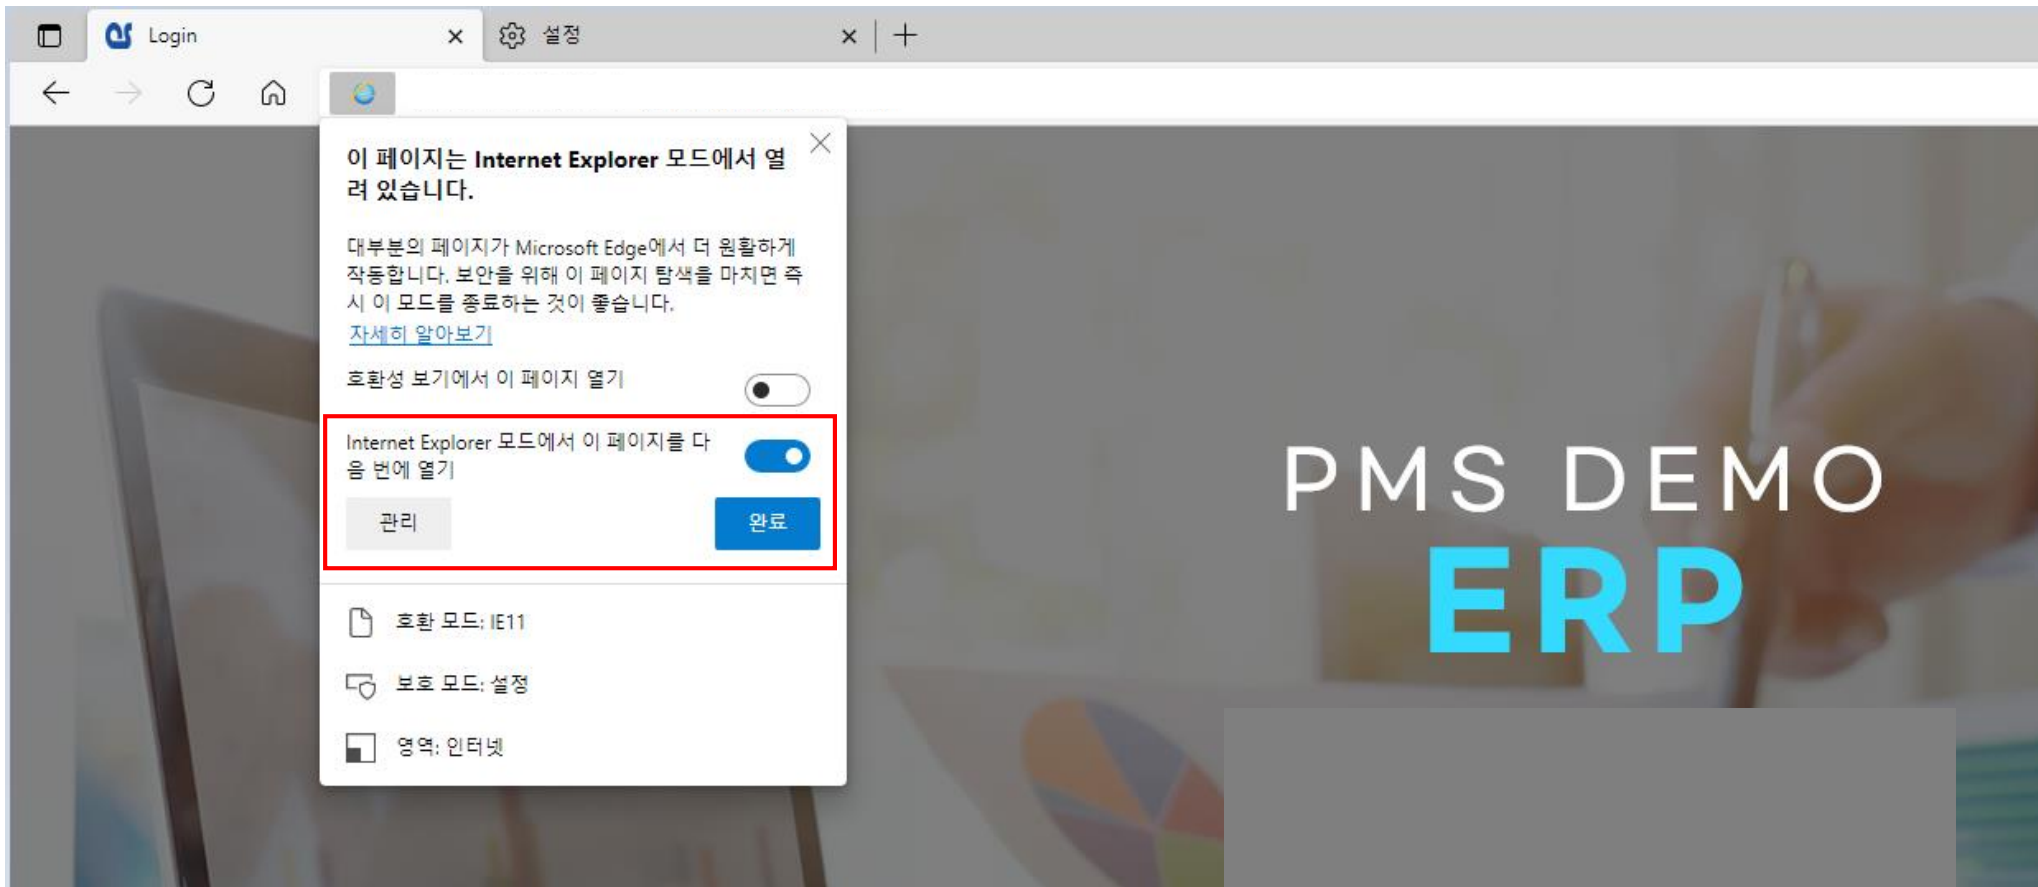 Login
설정
이 페이지는 Internet Explorer 모드에서 열
려 있습니다.
대부분의 페이지가 Microsoft Edge에서 더 원활하게
작동합니다. 보안을 위해 이 페이지 탐색을 마치면 즉
시 이 모드를 종료하는 것이 좋습니다.
자세히 알아보기
호환성 보기에서 이 페이지 열기
Internet Explorer 모드에서 이 페이지를 다
음 번에 열기
관리
완료
호환 모드: IE11
보호 모드: 설정
영역: 인터넷
PMS DEMO
ERP